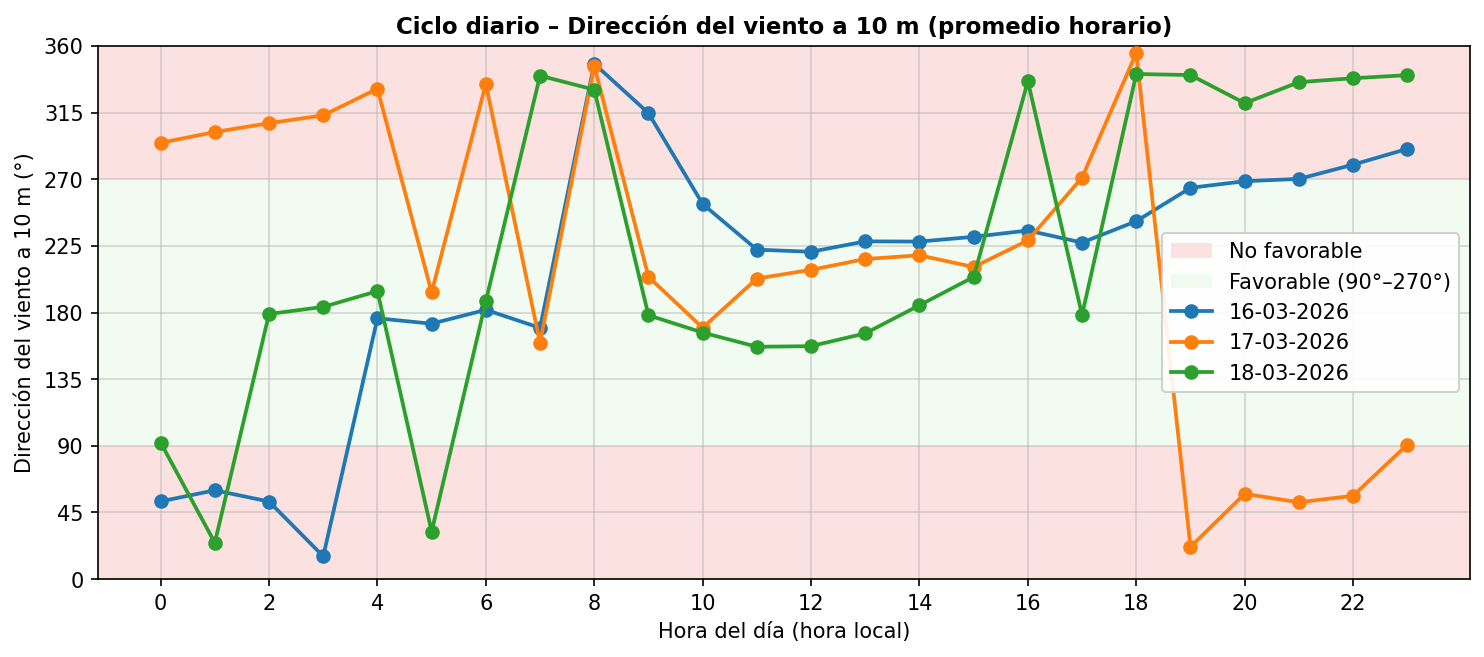 Ciclo diario – Dirección del viento a 10 m (promedio horario)
Dirección del viento a 10 m (°)
360
315
270
225
180
135
90
45
0
No favorable
Favorable (90°–270°)
16-03-2026
17-03-2026
18-03-2026
0 2 4 6 8 10 12 14 16 18 20 22
Hora del día (hora local)